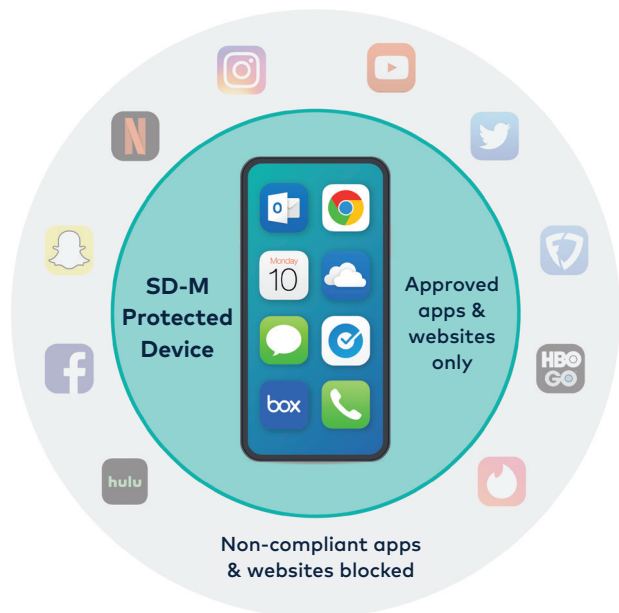 N
Monday
10
SD-M
Protected
Device
Approved
apps &
websites
only
HBO
GO
box
hulu
Non-compliant apps
& websites blocked